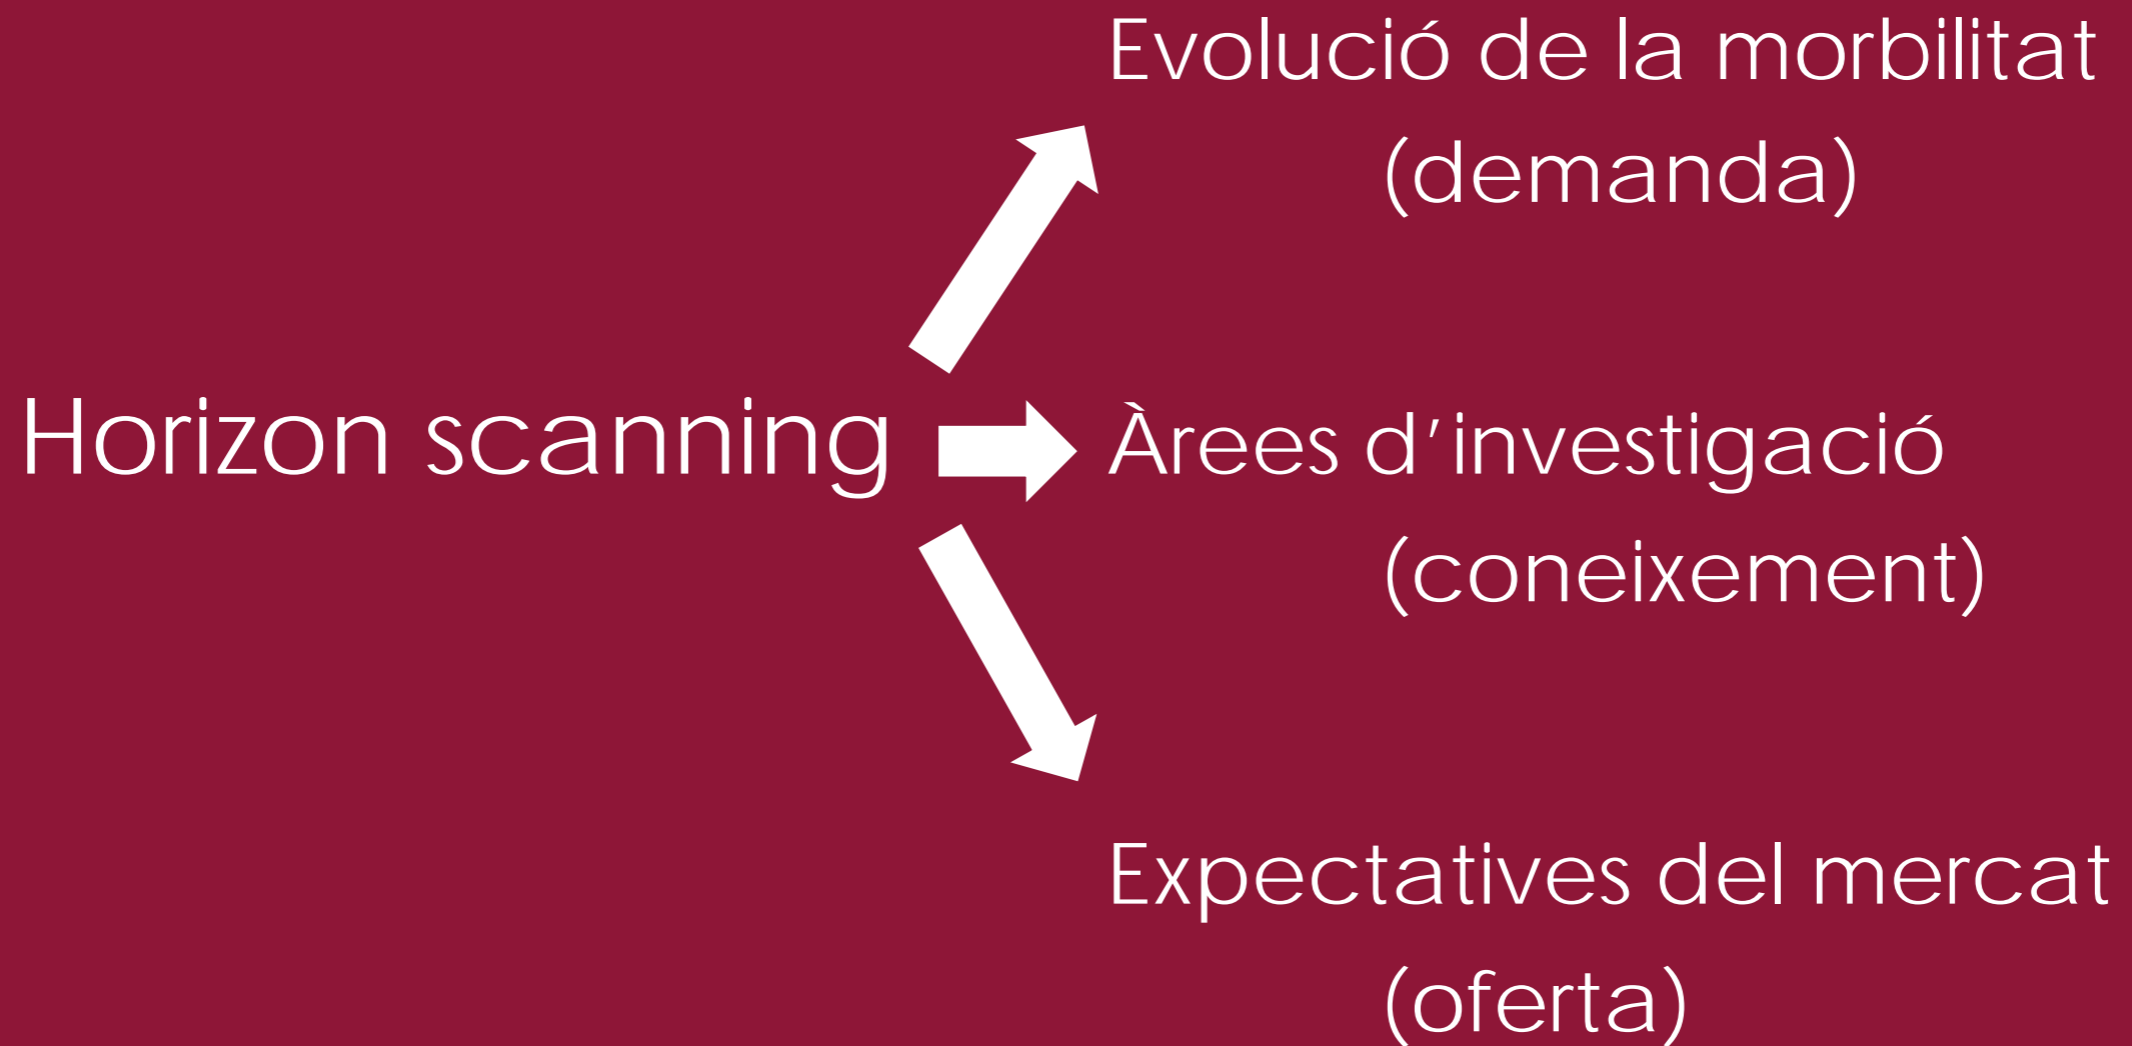 Evolució de la morbilitat
(demanda)
Horizon scanning
Àrees d'investigació
(coneixement)
Expectatives del mercat
(oferta)